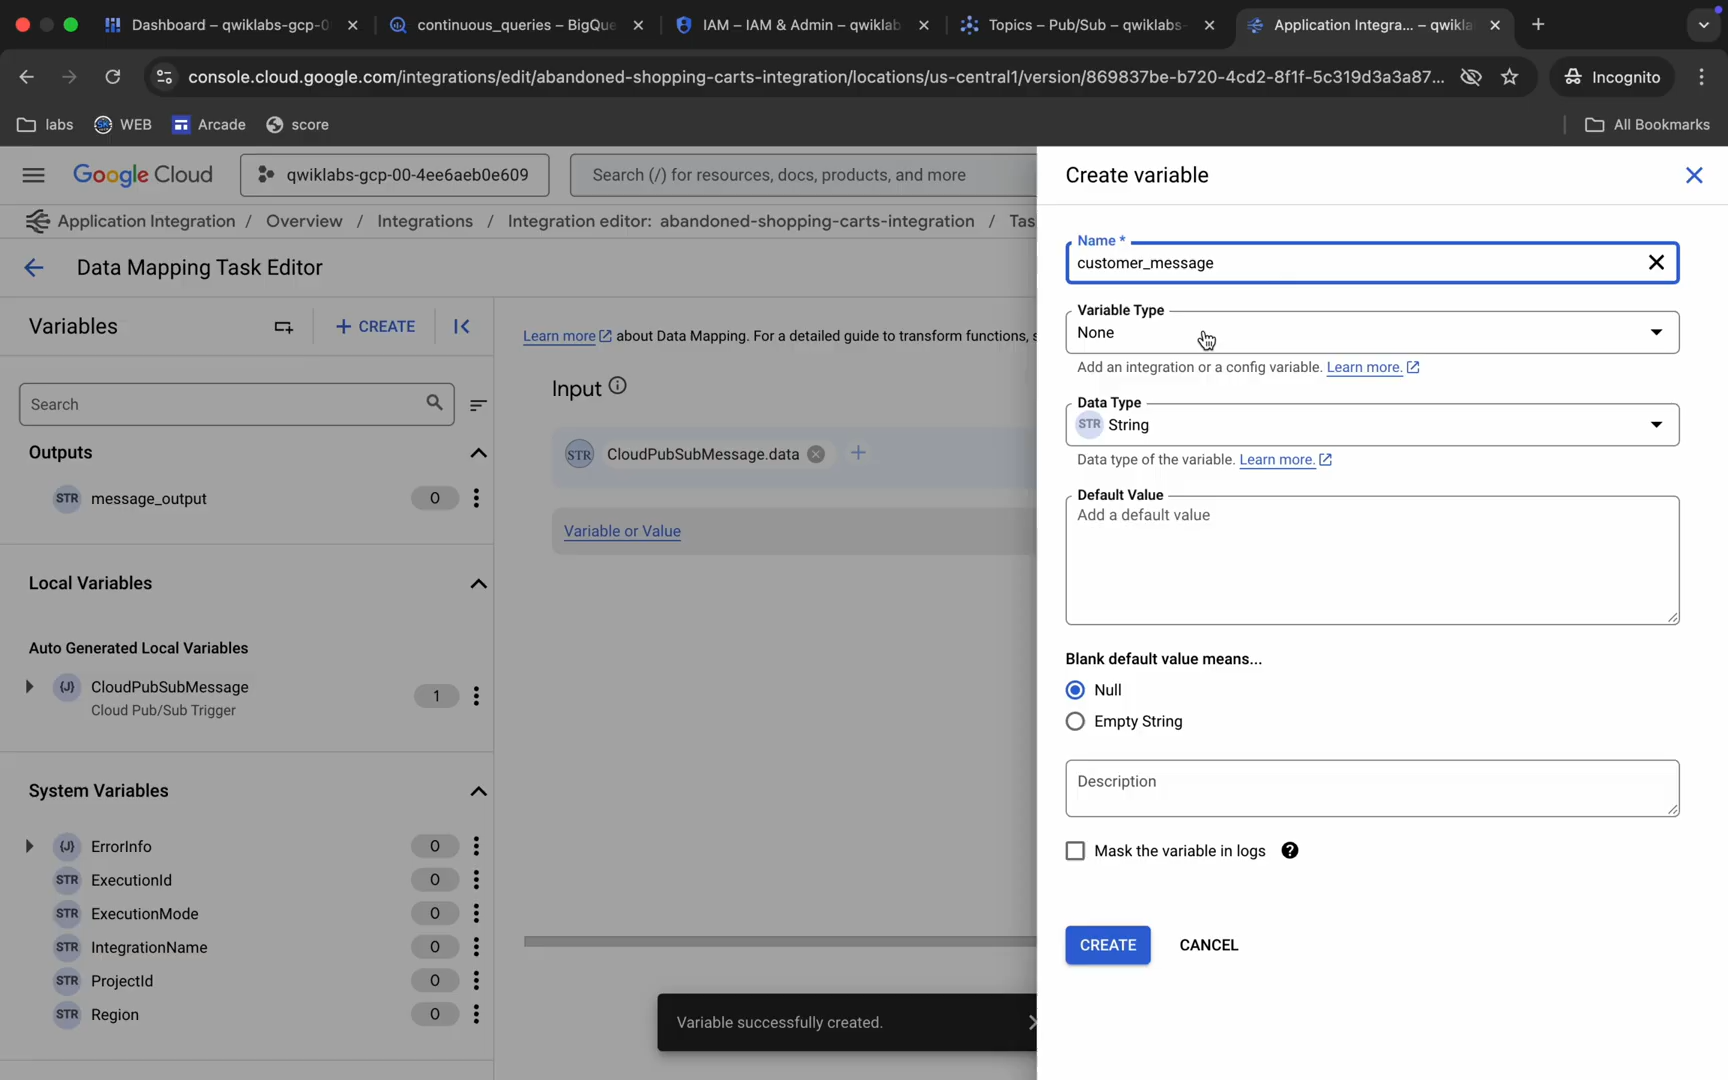 Dashboard – qwiklabs-gcp-0
continuous_queries – BigQue
IAM – IAM & Admin – qwiklab
Topics – Pub/Sub – qwiklabs-
Application Integra... – qwikla
console.cloud.google.com/integrations/edit/abandoned-shopping-carts-integration/locations/us-central1/version/869837be-b720-4cd2-8f1f-5c319d3a3a87...
Incognito
labs
WEB
Arcade
score
All Bookmarks
Google Cloud
qwiklabs-gcp-00-4ee6aeb0e609
Search (/) for resources, docs, products, and more
Application Integration / Overview / Integrations / Integration editor: abandoned-shopping-carts-integration / Tas
Data Mapping Task Editor
Variables
+ CREATE
Search
Outputs
STR message_output 0
Local Variables
Auto Generated Local Variables
{J} CloudPubSubMessage 1
Cloud Pub/Sub Trigger
System Variables
{J} ErrorInfo 0
STR ExecutionId 0
STR ExecutionMode 0
STR IntegrationName 0
STR ProjectId 0
STR Region 0
Learn more about Data Mapping. For a detailed guide to transform functions, s
Input
STR CloudPubSubMessage.data
Variable or Value
Variable successfully created.
Create variable
Name *
customer_message
Variable Type
None
Add an integration or a config variable. Learn more.
Data Type
STR String
Data type of the variable. Learn more.
Default Value
Add a default value
Blank default value means...
Null
Empty String
Description
Mask the variable in logs
CREATE
CANCEL